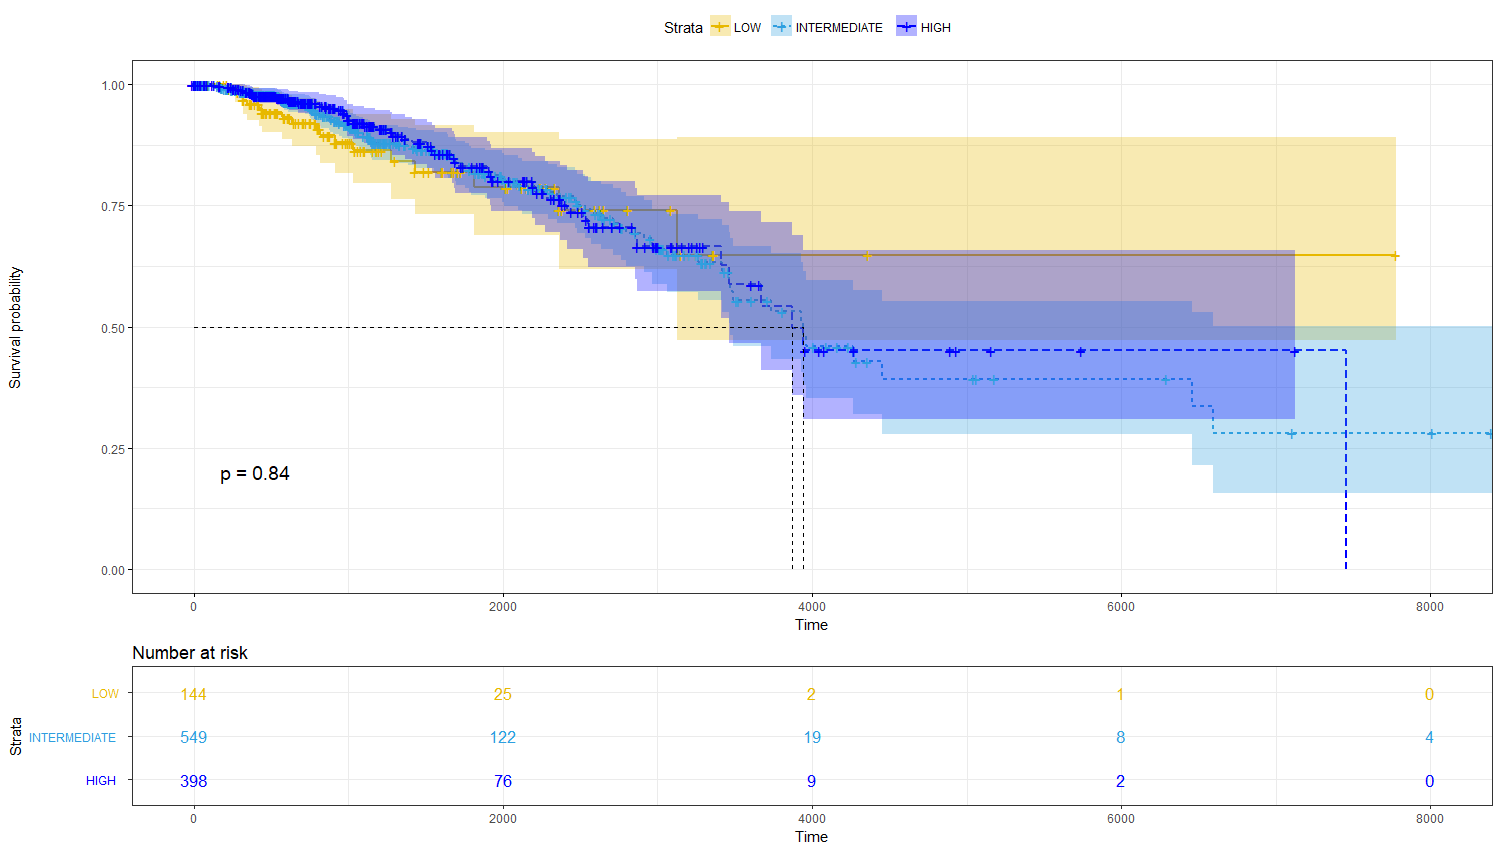 Strata LOW INTERMEDIATE HIGH
Survival probability
1.00
0.75
0.50
0.25
0.00
p = 0.84
0 2000 4000 6000 8000
Time
Number at risk
Strata
LOW 144 25 2 1 0
INTERMEDIATE 549 122 19 8 4
HIGH 398 76 9 2 0
0 2000 4000 6000 8000
Time